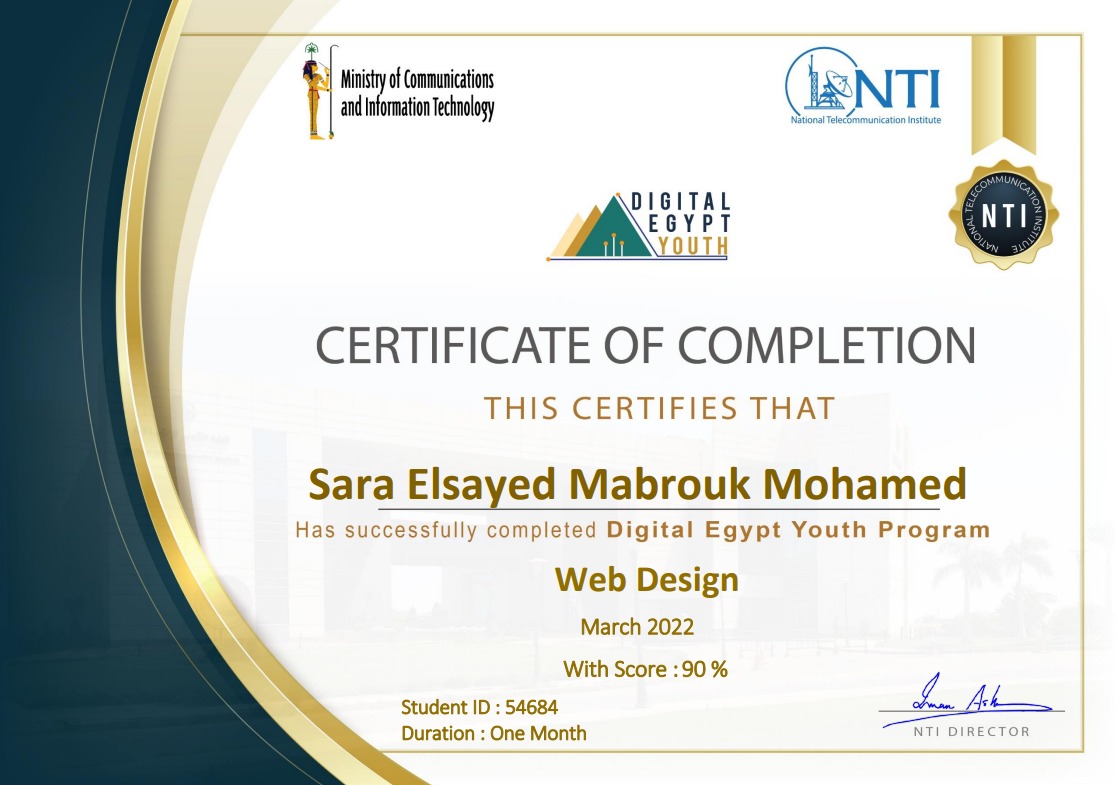 Ministry of Communications
and Information Technology
NTI
National Telecommunication Institute
NATIONAL TELECOMMUNICATION INSTITUTE
NTI
DIGITAL
EGYPT
YOUTH
CERTIFICATE OF COMPLETION
THIS CERTIFIES THAT
Sara Elsayed Mabrouk Mohamed
Has successfully completed Digital Egypt Youth Program
Web Design
March 2022
With Score : 90 %
Student ID : 54684
Duration : One Month
NTI DIRECTOR